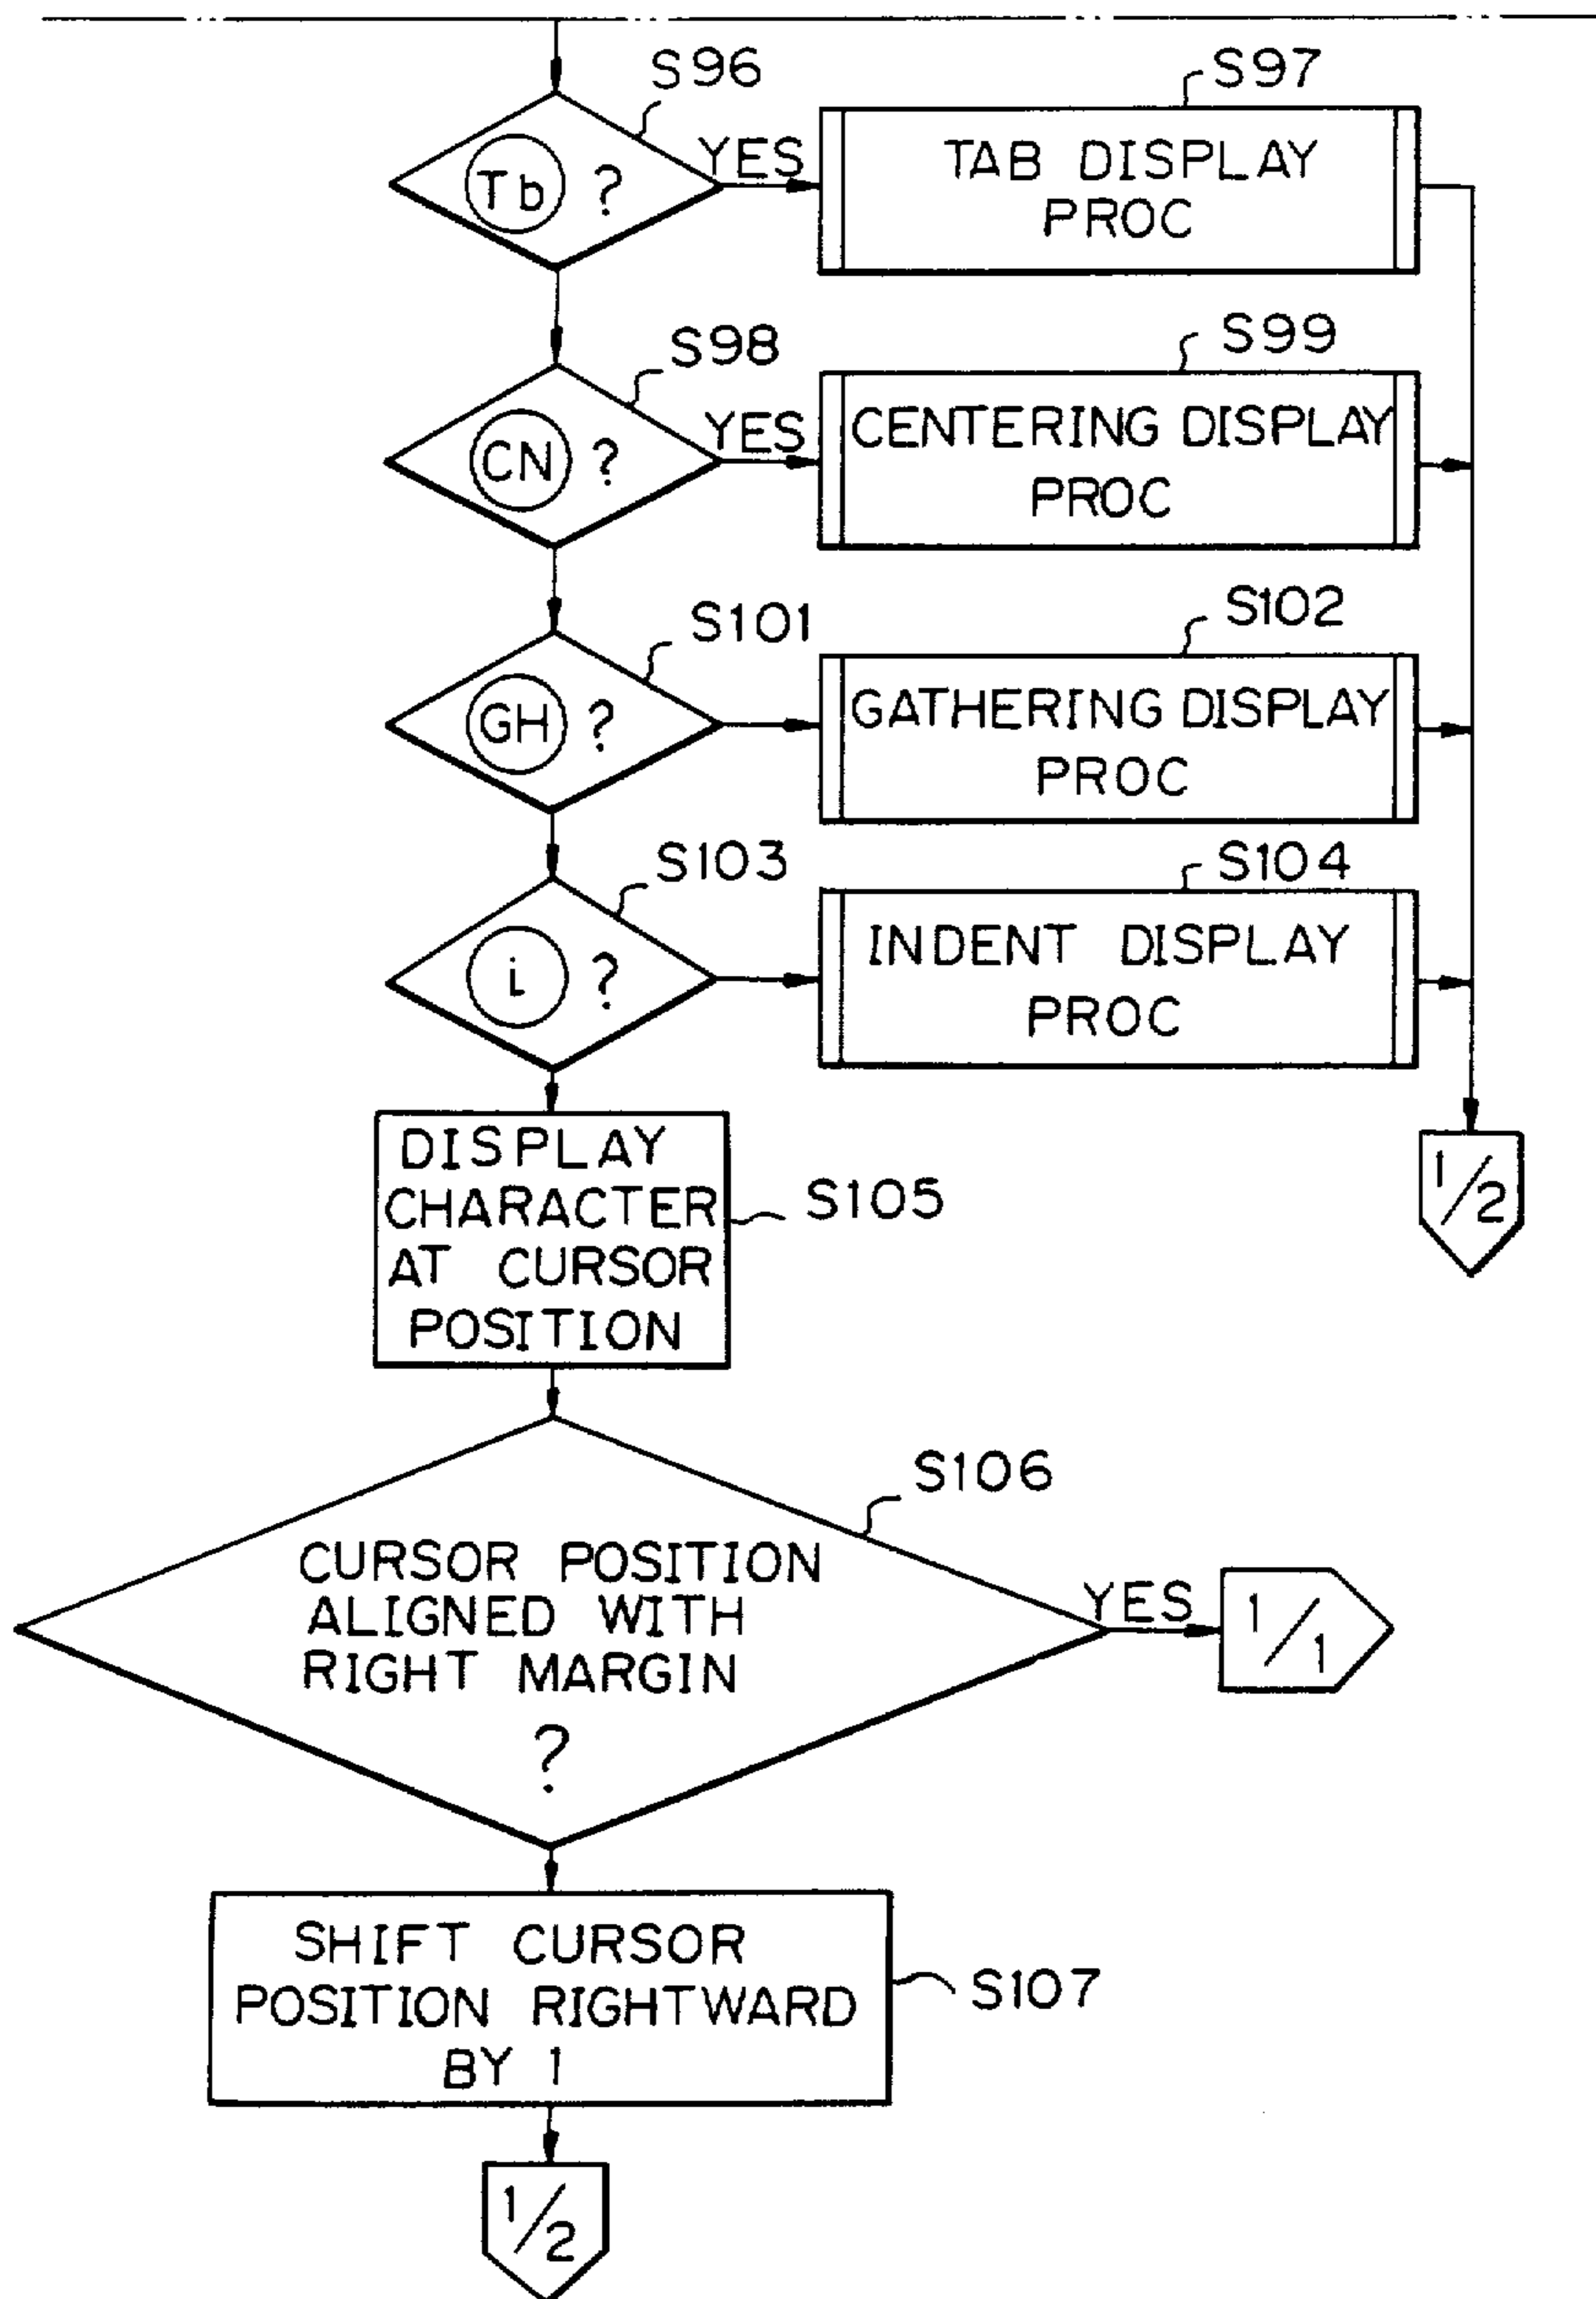 S96
S97
Tb ?
YES
TAB DISPLAY
PROC
S98
S99
CN ?
YES
CENTERING DISPLAY
PROC
S101
S102
GH ?
GATHERING DISPLAY
PROC
S103
S104
i ?
INDENT DISPLAY
PROC
DISPLAY
CHARACTER
AT CURSOR
POSITION
S105
1/2
S106
CURSOR POSITION
ALIGNED WITH
RIGHT MARGIN
?
YES
1/1
SHIFT CURSOR
POSITION RIGHTWARD
BY 1
S107
1/2